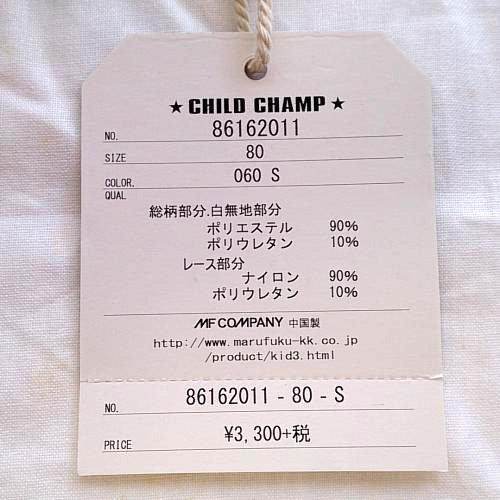 ★ CHILD CHAMP ★
NO. 86162011
SIZE 80
COLOR. 060 S
QUAL
総柄部分.白無地部分
ポリエステル 90%
ポリウレタン 10%
レース部分
ナイロン 90%
ポリウレタン 10%
MF COMPANY 中国製
http://www.marufuku-kk.co.jp
/product/kid3.html
NO. 86162011 - 80 - S
PRICE ¥3,300+税